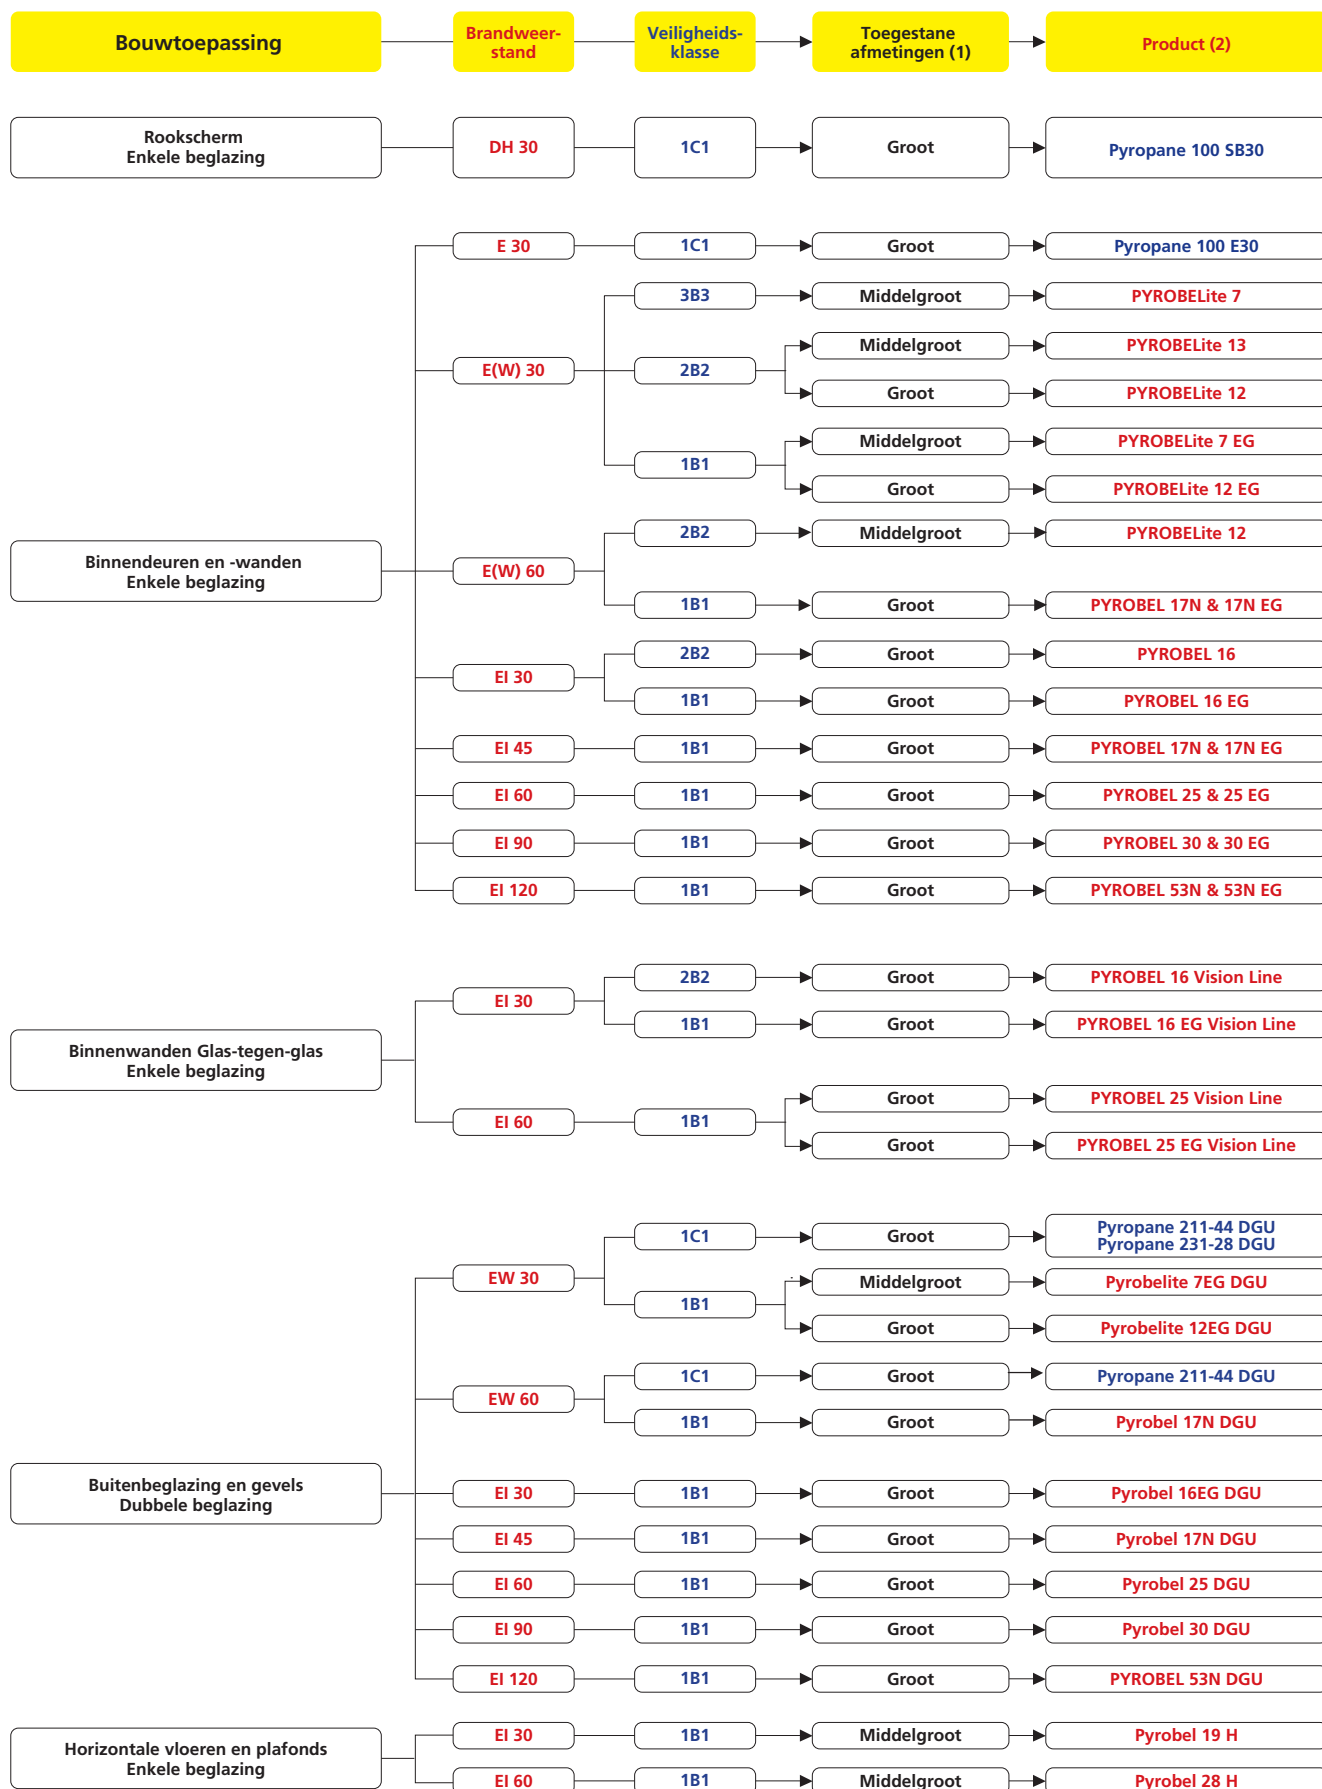 Bouwtoepassing
Brandweer-
stand
Veiligheids-
klasse
Toegestane
afmetingen (1)
Product (2)
Rookscherm
Enkele beglazing
DH 30
1C1
Groot
Pyropane 100 SB30
Binnendeuren en -wanden
Enkele beglazing
E 30
1C1
Groot
Pyropane 100 E30
E(W) 30
3B3
Middelgroot
PYROBELite 7
2B2
Middelgroot
PYROBELite 13
Groot
PYROBELite 12
1B1
Middelgroot
PYROBELite 7 EG
Groot
PYROBELite 12 EG
E(W) 60
2B2
Middelgroot
PYROBELite 12
1B1
Groot
PYROBEL 17N & 17N EG
EI 30
2B2
Groot
PYROBEL 16
1B1
Groot
PYROBEL 16 EG
EI 45
1B1
Groot
PYROBEL 17N & 17N EG
EI 60
1B1
Groot
PYROBEL 25 & 25 EG
EI 90
1B1
Groot
PYROBEL 30 & 30 EG
EI 120
1B1
Groot
PYROBEL 53N & 53N EG
Binnenwanden Glas-tegen-glas
Enkele beglazing
EI 30
2B2
Groot
PYROBEL 16 Vision Line
1B1
Groot
PYROBEL 16 EG Vision Line
EI 60
1B1
Groot
PYROBEL 25 Vision Line
Groot
PYROBEL 25 EG Vision Line
Buitenbeglazing en gevels
Dubbele beglazing
EW 30
1C1
Groot
Pyropane 211-44 DGU
Pyropane 231-28 DGU
1B1
Middelgroot
Pyrobelite 7EG DGU
Groot
Pyrobelite 12EG DGU
EW 60
1C1
Groot
Pyropane 211-44 DGU
1B1
Groot
Pyrobel 17N DGU
EI 30
1B1
Groot
Pyrobel 16EG DGU
EI 45
1B1
Groot
Pyrobel 17N DGU
EI 60
1B1
Groot
Pyrobel 25 DGU
EI 90
1B1
Groot
Pyrobel 30 DGU
EI 120
1B1
Groot
PYROBEL 53N DGU
Horizontale vloeren en plafonds
Enkele beglazing
EI 30
1B1
Middelgroot
Pyrobel 19 H
EI 60
1B1
Middelgroot
Pyrobel 28 H